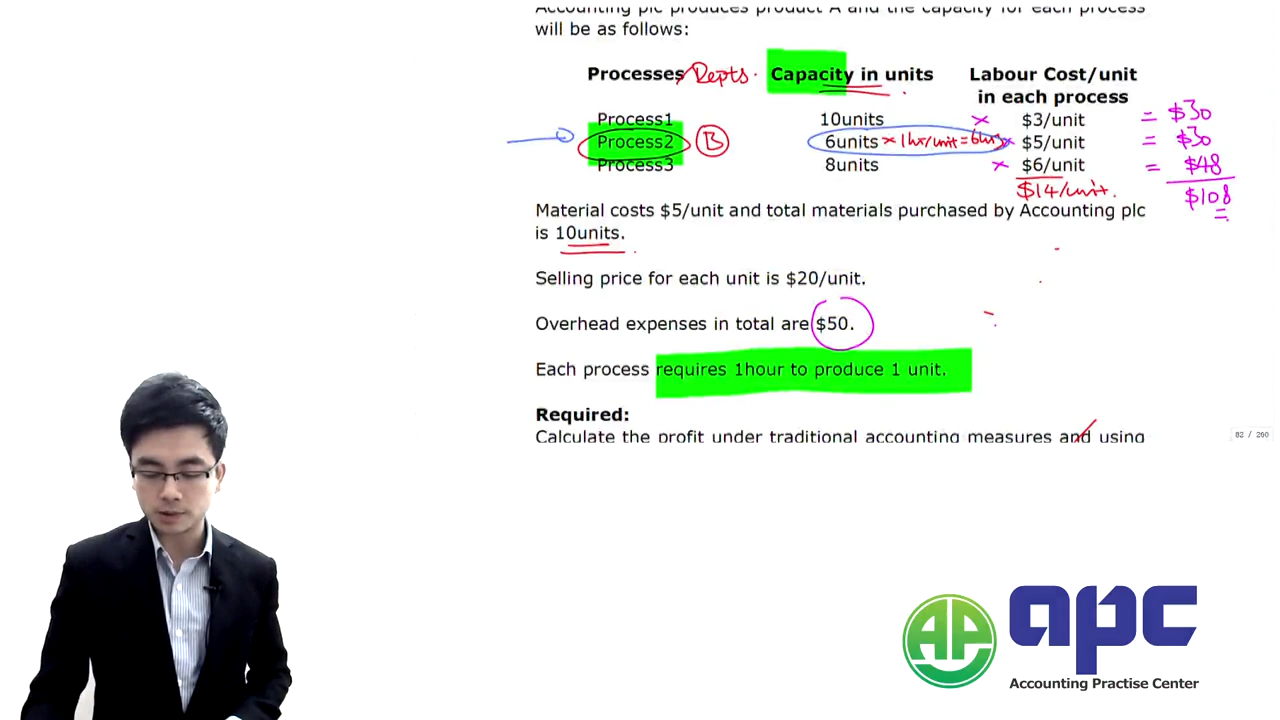 Accounting plc produces product A and the capacity for each process
will be as follows:
Processes / Depts. Capacity in units Labour Cost/unit
in each process
Process1 10units × $3/unit = $30
Process2 B 6units × 1hr/unit = 6hrs × $5/unit = $30
Process3 8units × $6/unit = $48
$14/unit. $108
Material costs $5/unit and total materials purchased by Accounting plc
is 10units.
Selling price for each unit is $20/unit.
Overhead expenses in total are $50.
Each process requires 1hour to produce 1 unit.
Required:
Calculate the profit under traditional accounting measures and using
82 / 260
AP apc
Accounting Practise Center